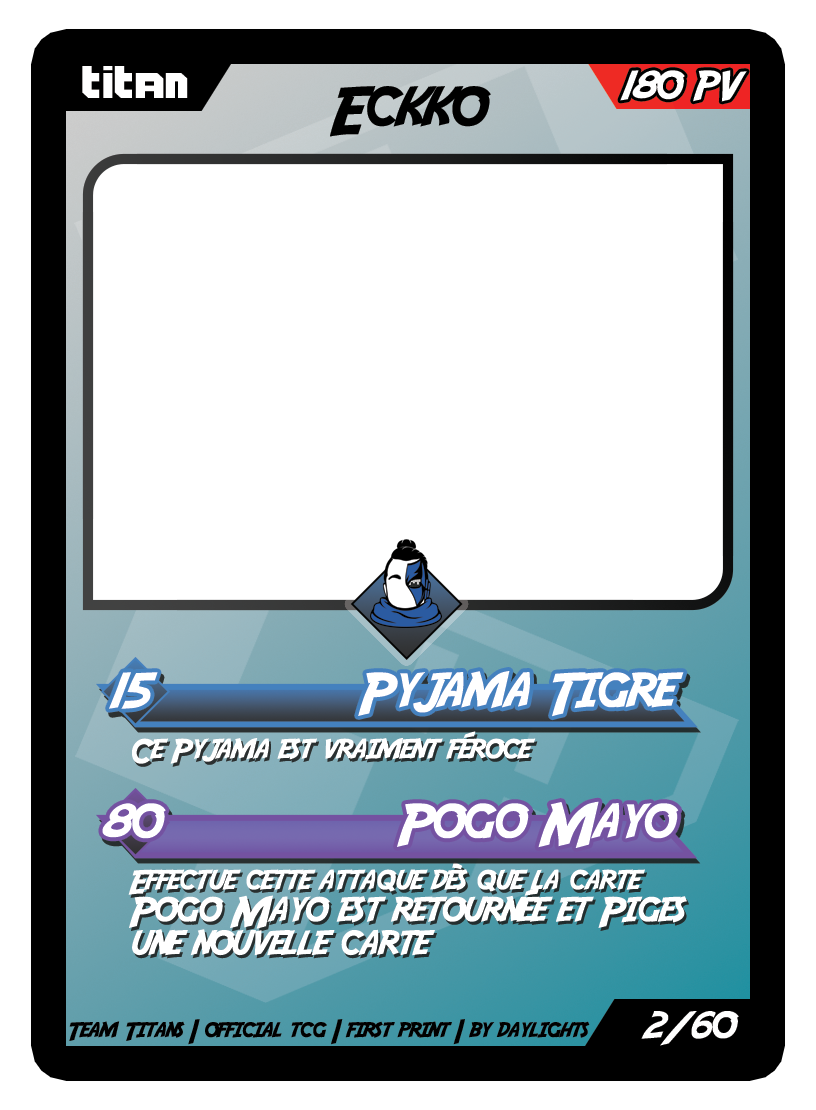 titan
Eckko
180 PV
15 Pyjama Tigre
Ce Pyjama est vraiment féroce
80 Pogo Mayo
Effectue cette attaque dès que la carte
Pogo Mayo est retournée et Piges
une nouvelle carte
Team Titans | official tcg | first print | by daylights
2/60